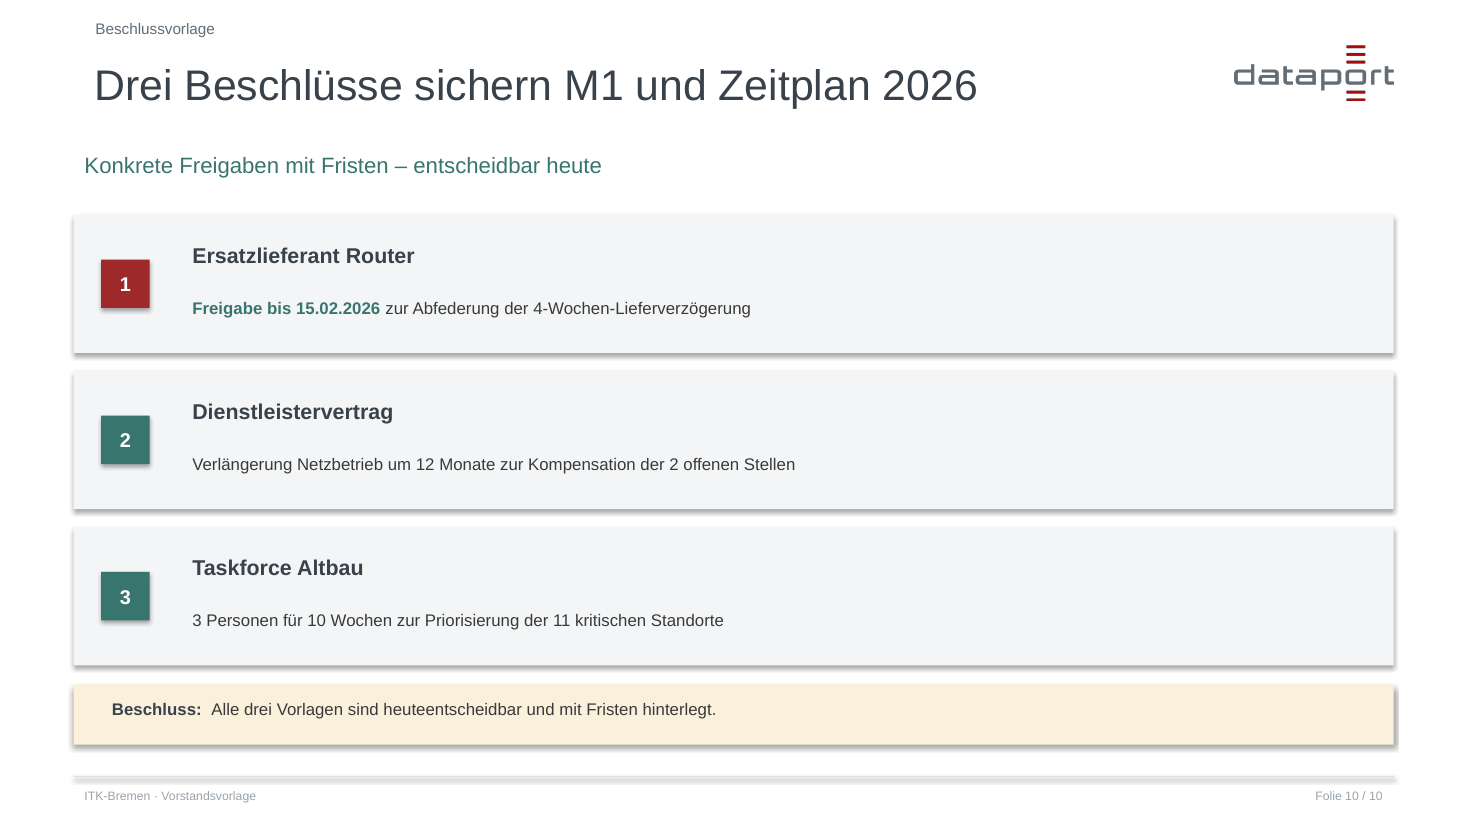 Beschlussvorlage
Drei Beschlüsse sichern M1 und Zeitplan 2026
dataport
Konkrete Freigaben mit Fristen – entscheidbar heute
1
Ersatzlieferant Router
Freigabe bis 15.02.2026 zur Abfederung der 4-Wochen-Lieferverzögerung
2
Dienstleistervertrag
Verlängerung Netzbetrieb um 12 Monate zur Kompensation der 2 offenen Stellen
3
Taskforce Altbau
3 Personen für 10 Wochen zur Priorisierung der 11 kritischen Standorte
Beschluss: Alle drei Vorlagen sind heuteentscheidbar und mit Fristen hinterlegt.
ITK-Bremen · Vorstandsvorlage
Folie 10 / 10